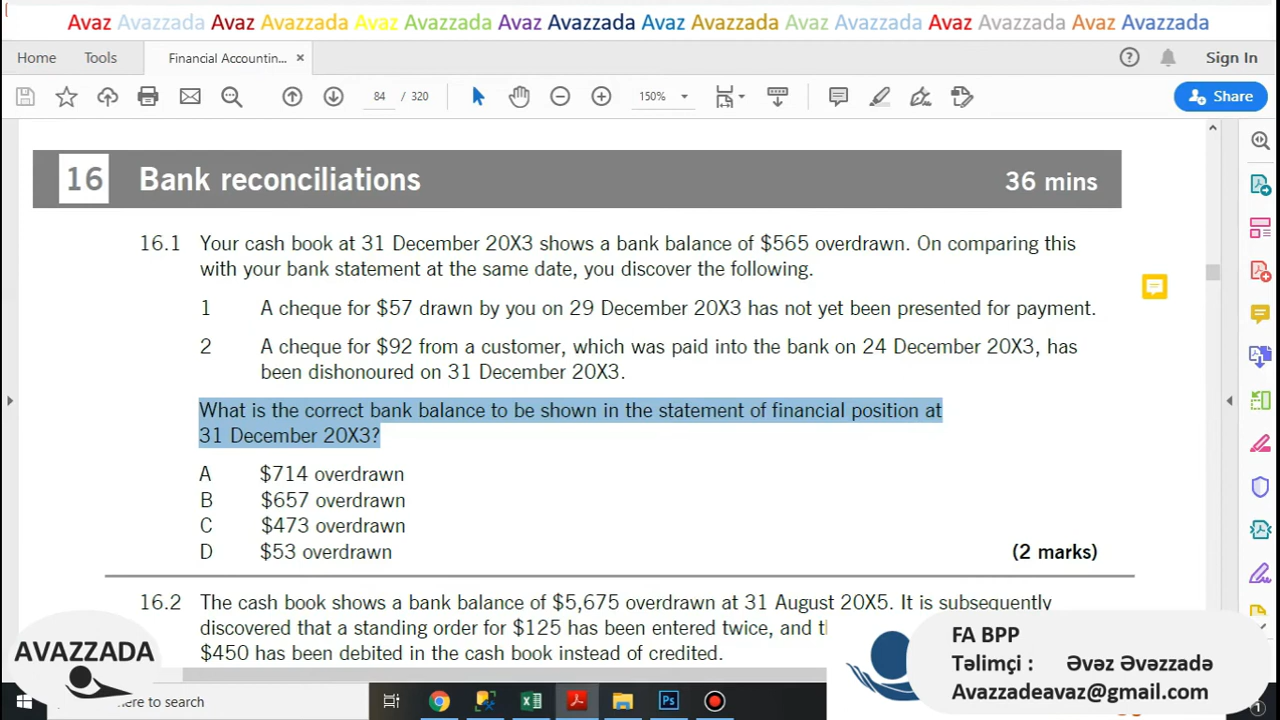 Avaz Avazzada Avaz Avazzada Avaz Avazzada Avaz Avazzada Avaz Avazzada Avaz Avazzada Avaz Avazzada Avaz Avazzada
Home Tools Financial Accountin... × Sign In
84 / 320 150% Share
16 Bank reconciliations 36 mins
16.1 Your cash book at 31 December 20X3 shows a bank balance of $565 overdrawn. On comparing this
with your bank statement at the same date, you discover the following.
1 A cheque for $57 drawn by you on 29 December 20X3 has not yet been presented for payment.
2 A cheque for $92 from a customer, which was paid into the bank on 24 December 20X3, has
been dishonoured on 31 December 20X3.
What is the correct bank balance to be shown in the statement of financial position at
31 December 20X3?
A $714 overdrawn
B $657 overdrawn
C $473 overdrawn
D $53 overdrawn (2 marks)
16.2 The cash book shows a bank balance of $5,675 overdrawn at 31 August 20X5. It is subsequently
discovered that a standing order for $125 has been entered twice, and
$450 has been debited in the cash book instead of credited.
AVAZZADA
FA BPP
Təlimçi : Əvəz Əvəzzadə
Avazzadeavaz@gmail.com
here to search
Ps
1